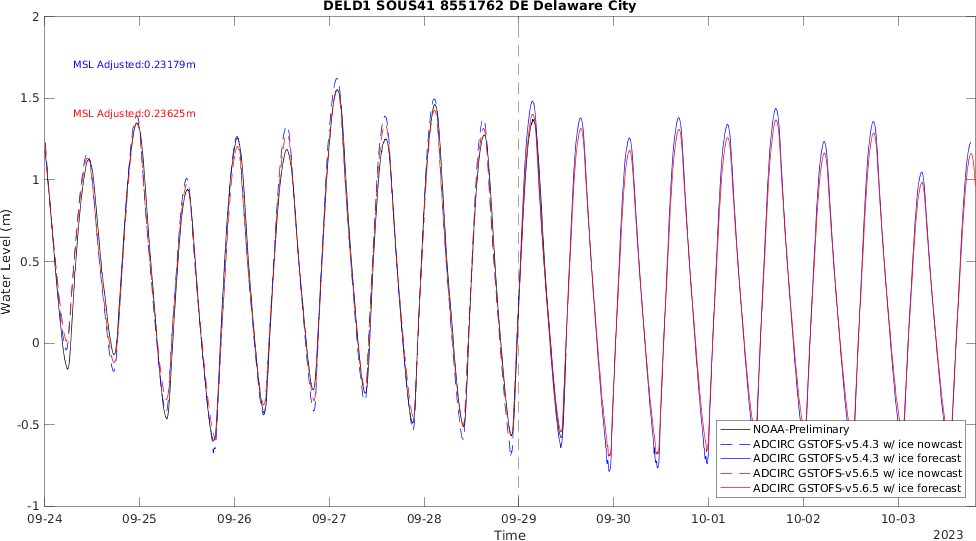 DELD1 SOUS41 8551762 DE Delaware City
2
MSL Adjusted:0.23179m
1.5
MSL Adjusted:0.23625m
1
0.5
0
-0.5
-1
Water Level (m)
NOAA-Preliminary
ADCIRC GSTOFS-v5.4.3 w/ ice nowcast
ADCIRC GSTOFS-v5.4.3 w/ ice forecast
ADCIRC GSTOFS-v5.6.5 w/ ice nowcast
ADCIRC GSTOFS-v5.6.5 w/ ice forecast
09-24 09-25 09-26 09-27 09-28 09-29 09-30 10-01 10-02 10-03
Time
2023